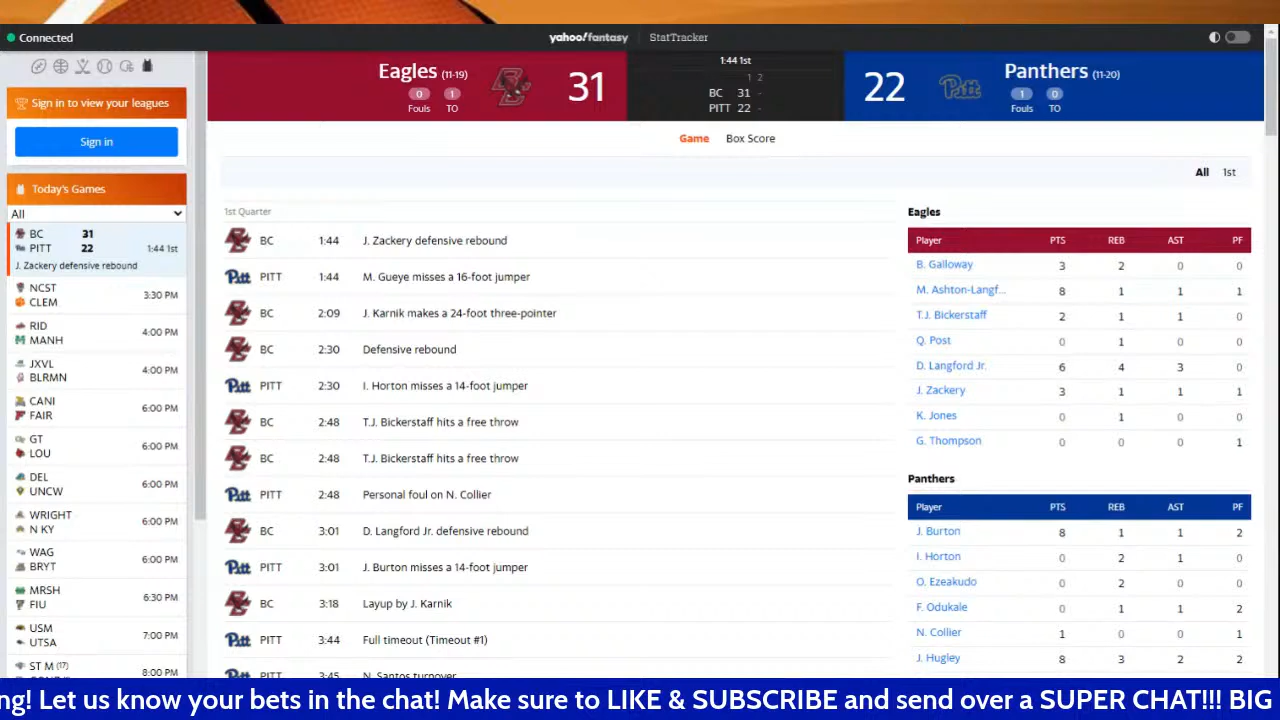 Connected
yahoo!fantasy StatTracker
Sign in to view your leagues
Sign in
Today's Games
All
BC 31
PITT 22 1:44 1st
J. Zackery defensive rebound
NCST
CLEM 3:30 PM
RID
MANH 4:00 PM
JXVL
BLRMN 4:00 PM
CANI
FAIR 6:00 PM
GT
LOU 6:00 PM
DEL
UNCW 6:00 PM
WRIGHT
N KY 6:00 PM
WAG
BRYT 6:00 PM
MRSH
FIU 6:30 PM
USM
UTSA 7:00 PM
ST M (17)
8:00 PM
Eagles (11-19)
0 1
Fouls TO
31
1:44 1st
1 2
BC 31 -
PITT 22 -
22
Pitt
Panthers (11-20)
1 0
Fouls TO
Game Box Score
All 1st
1st Quarter
BC 1:44 J. Zackery defensive rebound
Pitt PITT 1:44 M. Gueye misses a 16-foot jumper
BC 2:09 J. Karnik makes a 24-foot three-pointer
BC 2:30 Defensive rebound
Pitt PITT 2:30 I. Horton misses a 14-foot jumper
BC 2:48 T.J. Bickerstaff hits a free throw
BC 2:48 T.J. Bickerstaff hits a free throw
Pitt PITT 2:48 Personal foul on N. Collier
BC 3:01 D. Langford Jr. defensive rebound
Pitt PITT 3:01 J. Burton misses a 14-foot jumper
BC 3:18 Layup by J. Karnik
Pitt PITT 3:44 Full timeout (Timeout #1)
Pitt PITT 3:45 N. Santos turnover
Eagles
Player PTS REB AST PF
B. Galloway 3 2 0 0
M. Ashton-Langf... 8 1 1 1
T.J. Bickerstaff 2 1 1 0
Q. Post 0 1 0 0
D. Langford Jr. 6 4 3 0
J. Zackery 3 1 1 1
K. Jones 0 1 0 0
G. Thompson 0 0 0 1
Panthers
Player PTS REB AST PF
J. Burton 8 1 1 2
I. Horton 0 2 1 0
O. Ezeakudo 0 2 0 0
F. Odukale 0 1 1 2
N. Collier 1 0 0 1
J. Hugley 8 3 2 2
ng! Let us know your bets in the chat! Make sure to LIKE & SUBSCRIBE and send over a SUPER CHAT!!! BIG